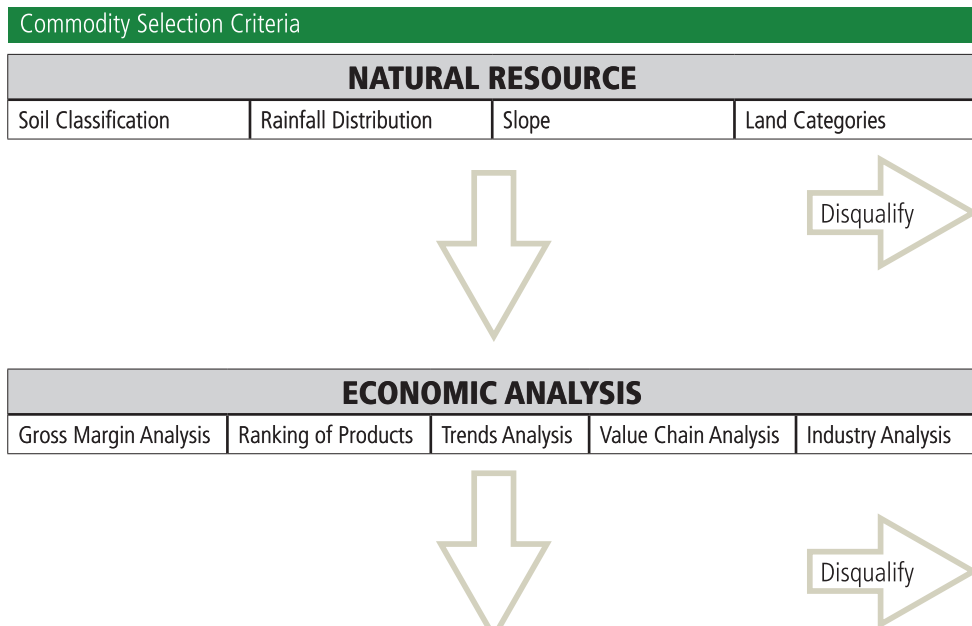 Commodity Selection Criteria
NATURAL RESOURCE
Soil Classification Rainfall Distribution Slope Land Categories
Disqualify
ECONOMIC ANALYSIS
Gross Margin Analysis Ranking of Products Trends Analysis Value Chain Analysis Industry Analysis
Disqualify